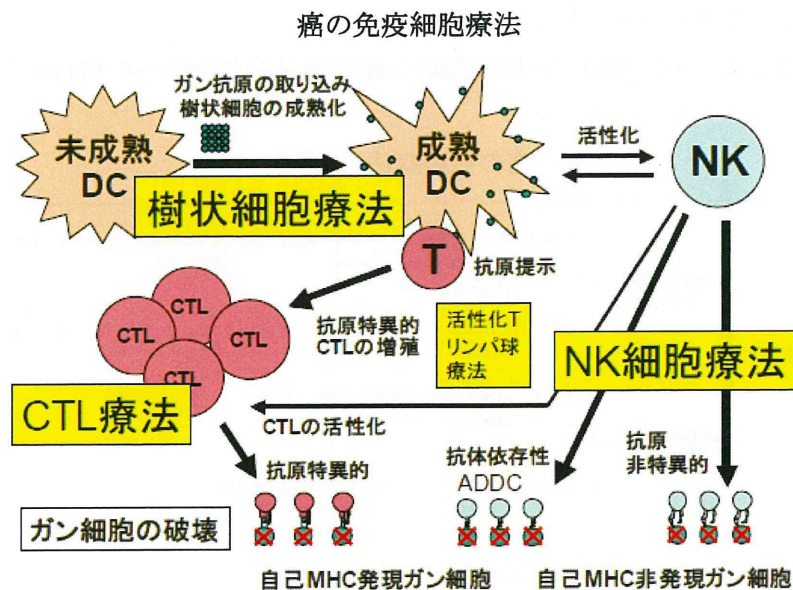 癌の免疫細胞療法
ガン抗原の取り込み
樹状細胞の成熟化
未成熟
DC
成熟
DC
活性化
NK
樹状細胞療法
T
抗原提示
CTL
CTL
CTL
CTL
抗原特異的
CTLの増殖
活性化T
リンパ球
療法
NK細胞療法
CTL療法
CTLの活性化
抗原特異的
抗体依存性
ADDC
抗原
非特異的
ガン細胞の破壊
自己MHC発現ガン細胞
自己MHC非発現ガン細胞